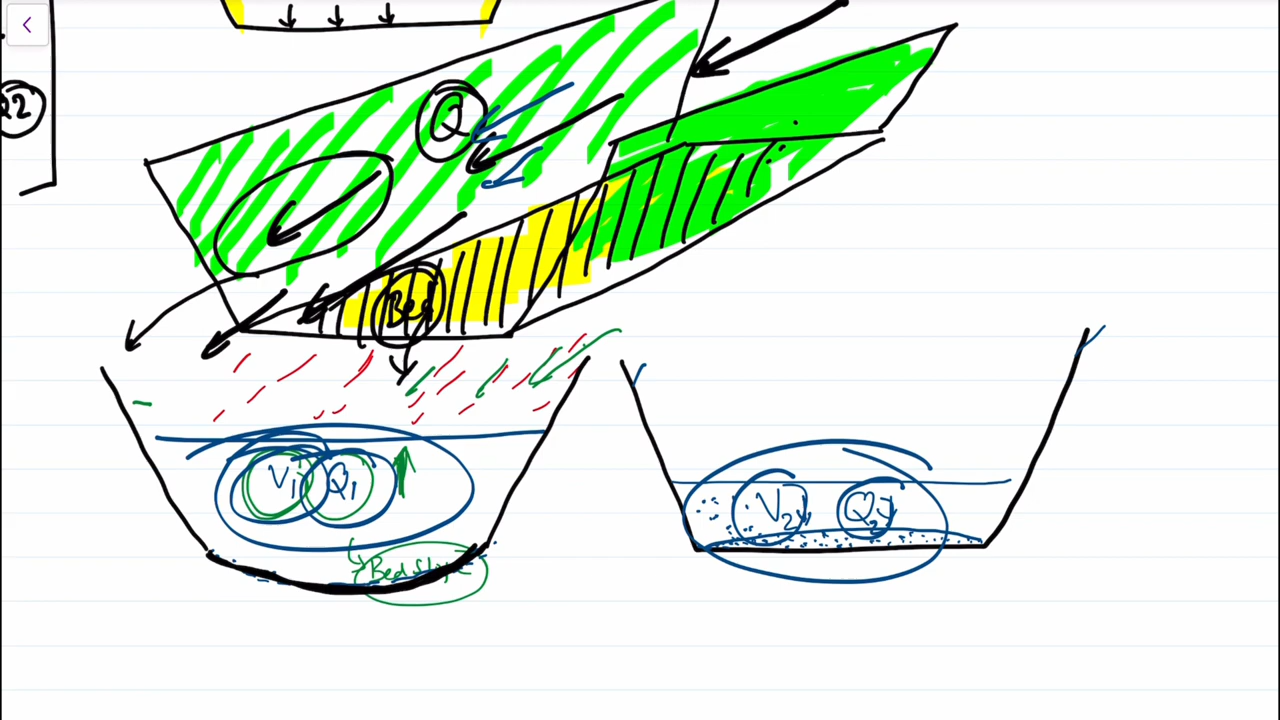 Q
Q2
Bed
V1 Q1
V2↓ Q2↓
Bed slope